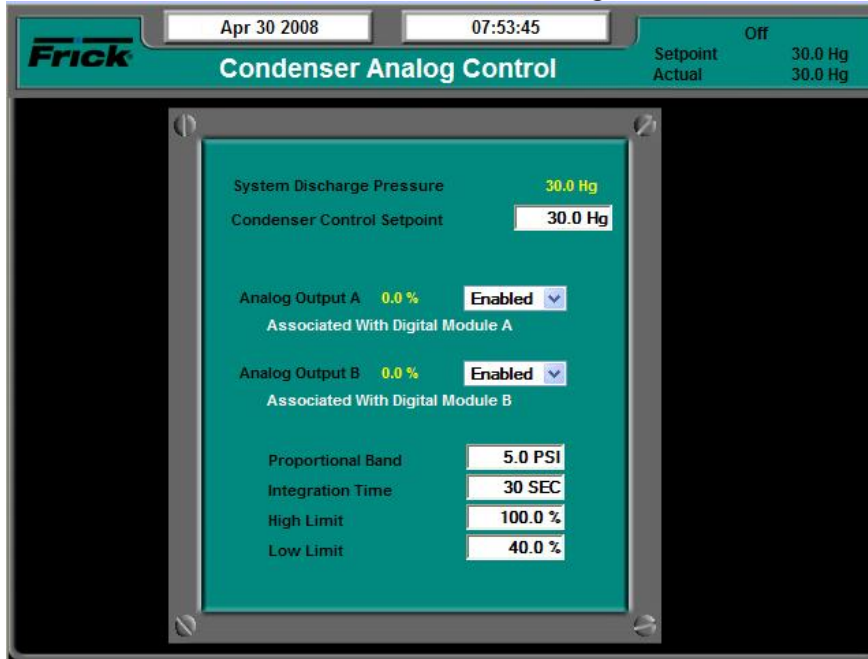 Apr 30 2008 07:53:45 Off
Frick
Condenser Analog Control
Setpoint 30.0 Hg
Actual 30.0 Hg
System Discharge Pressure 30.0 Hg
Condenser Control Setpoint 30.0 Hg
Analog Output A 0.0 % Enabled
Associated With Digital Module A
Analog Output B 0.0 % Enabled
Associated With Digital Module B
Proportional Band 5.0 PSI
Integration Time 30 SEC
High Limit 100.0 %
Low Limit 40.0 %